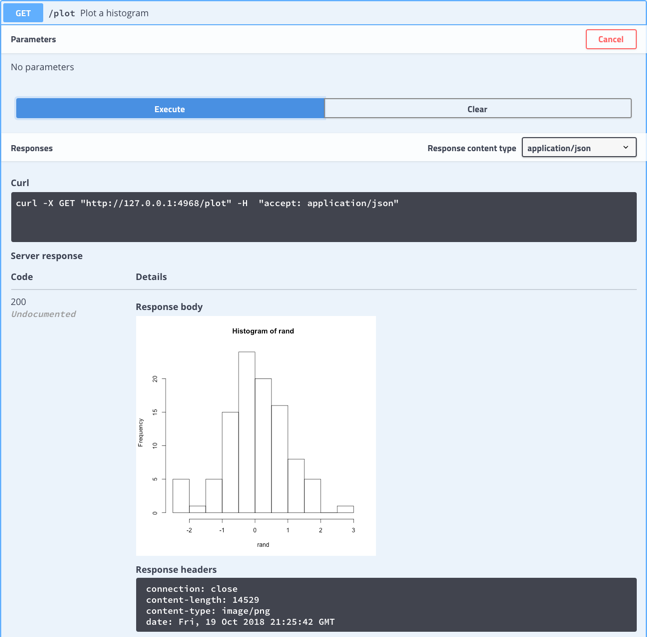 GET /plot Plot a histogram
Parameters Cancel
No parameters
Execute Clear
Responses Response content type application/json
Curl
curl -X GET "http://127.0.0.1:4968/plot" -H  "accept: application/json"
Server response
Code Details
200
Undocumented
Response body
Histogram of rand
Frequency
20
15
10
5
0
-2 -1 0 1 2 3
rand
Response headers
connection: close
content-length: 14529
content-type: image/png
date: Fri, 19 Oct 2018 21:25:42 GMT